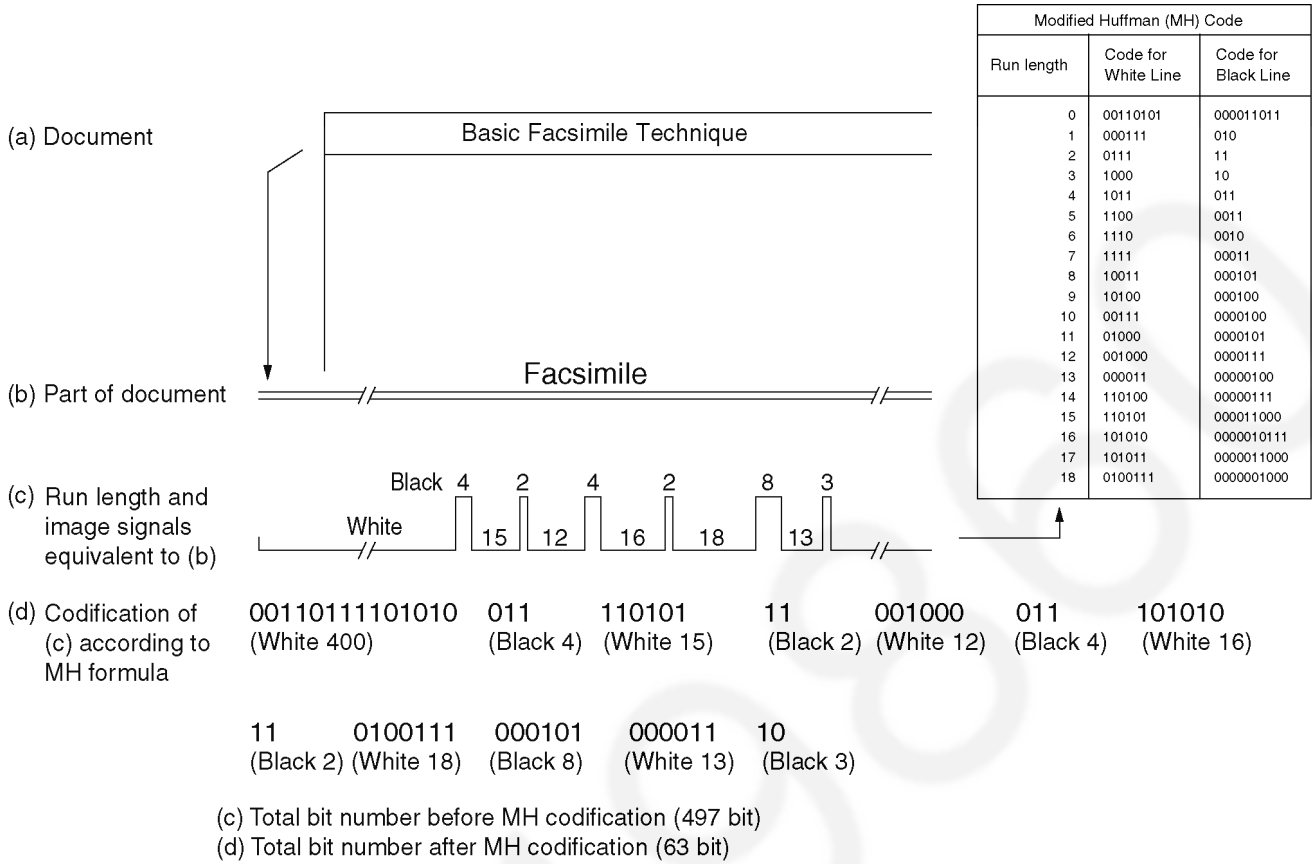 Modified Huffman (MH) Code
Run length Code for White Line Code for Black Line
0 00110101 000011011
1 000111 010
2 0111 11
3 1000 10
4 1011 011
5 1100 0011
6 1110 0010
7 1111 00011
8 10011 000101
9 10100 000100
10 00111 0000100
11 01000 0000101
12 001000 0000111
13 000011 00000100
14 110100 00000111
15 110101 000011000
16 101010 0000010111
17 101011 0000011000
18 0100111 0000001000
(a) Document
Basic Facsimile Technique
(b) Part of document
Facsimile
(c) Run length and
image signals
equivalent to (b)
Black 4 2 4 2 8 3
White
15 12 16 18 13
(d) Codification of
(c) according to
MH formula
00110111101010 011 110101 11 001000 011 101010
(White 400) (Black 4) (White 15) (Black 2) (White 12) (Black 4) (White 16)
11 0100111 000101 000011 10
(Black 2) (White 18) (Black 8) (White 13) (Black 3)
(c) Total bit number before MH codification (497 bit)
(d) Total bit number after MH codification (63 bit)